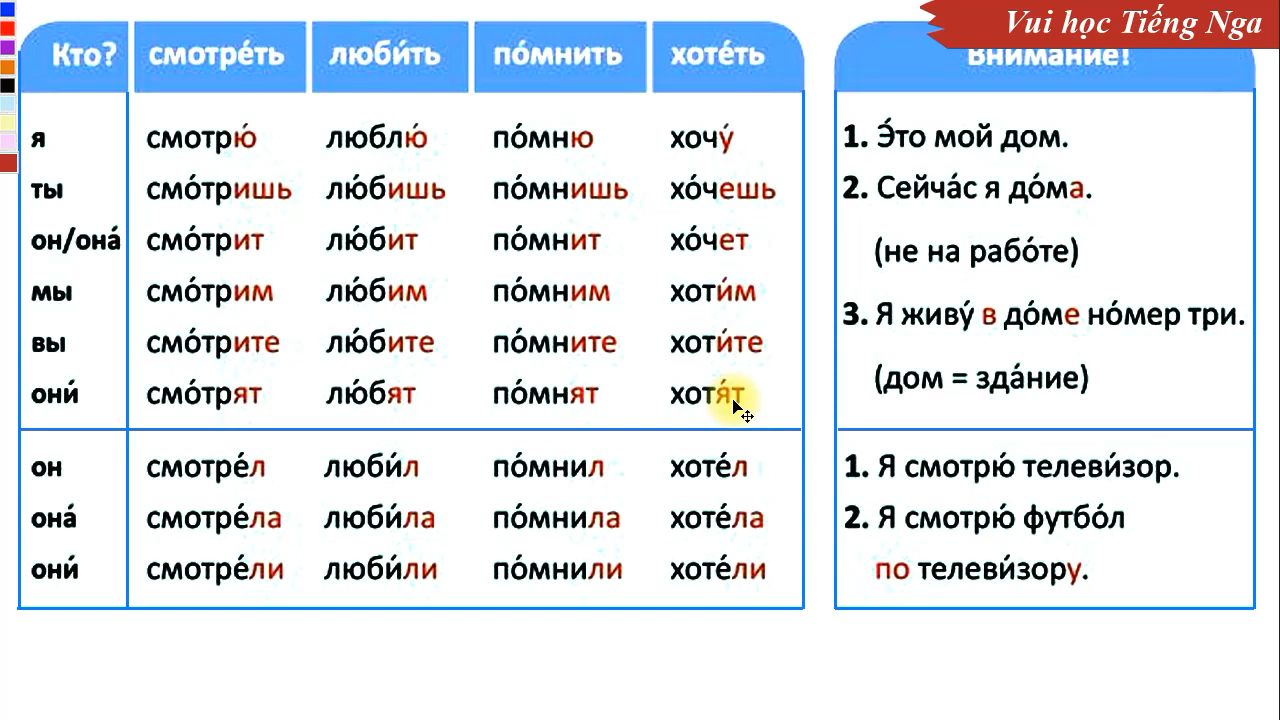 Vui học Tiếng Nga
Кто? смотре́ть люби́ть по́мнить хоте́ть
я смотрю́ люблю́ по́мню хочу́
ты смо́тришь лю́бишь по́мнишь хо́чешь
он/она́ смо́трит лю́бит по́мнит хо́чет
мы смо́трим лю́бим по́мним хоти́м
вы смо́трите лю́бите по́мните хоти́те
они́ смо́трят лю́бят по́мнят хотя́т
он смотре́л люби́л по́мнил хоте́л
она́ смотре́ла люби́ла по́мнила хоте́ла
они́ смотре́ли люби́ли по́мнили хоте́ли
Внимание!
1. Э́то мой дом.
2. Сейча́с я до́ма.
(не на рабо́те)
3. Я живу́ в до́ме но́мер три.
(дом = зда́ние)
1. Я смотрю́ телеви́зор.
2. Я смотрю́ футбо́л
по телеви́зору.